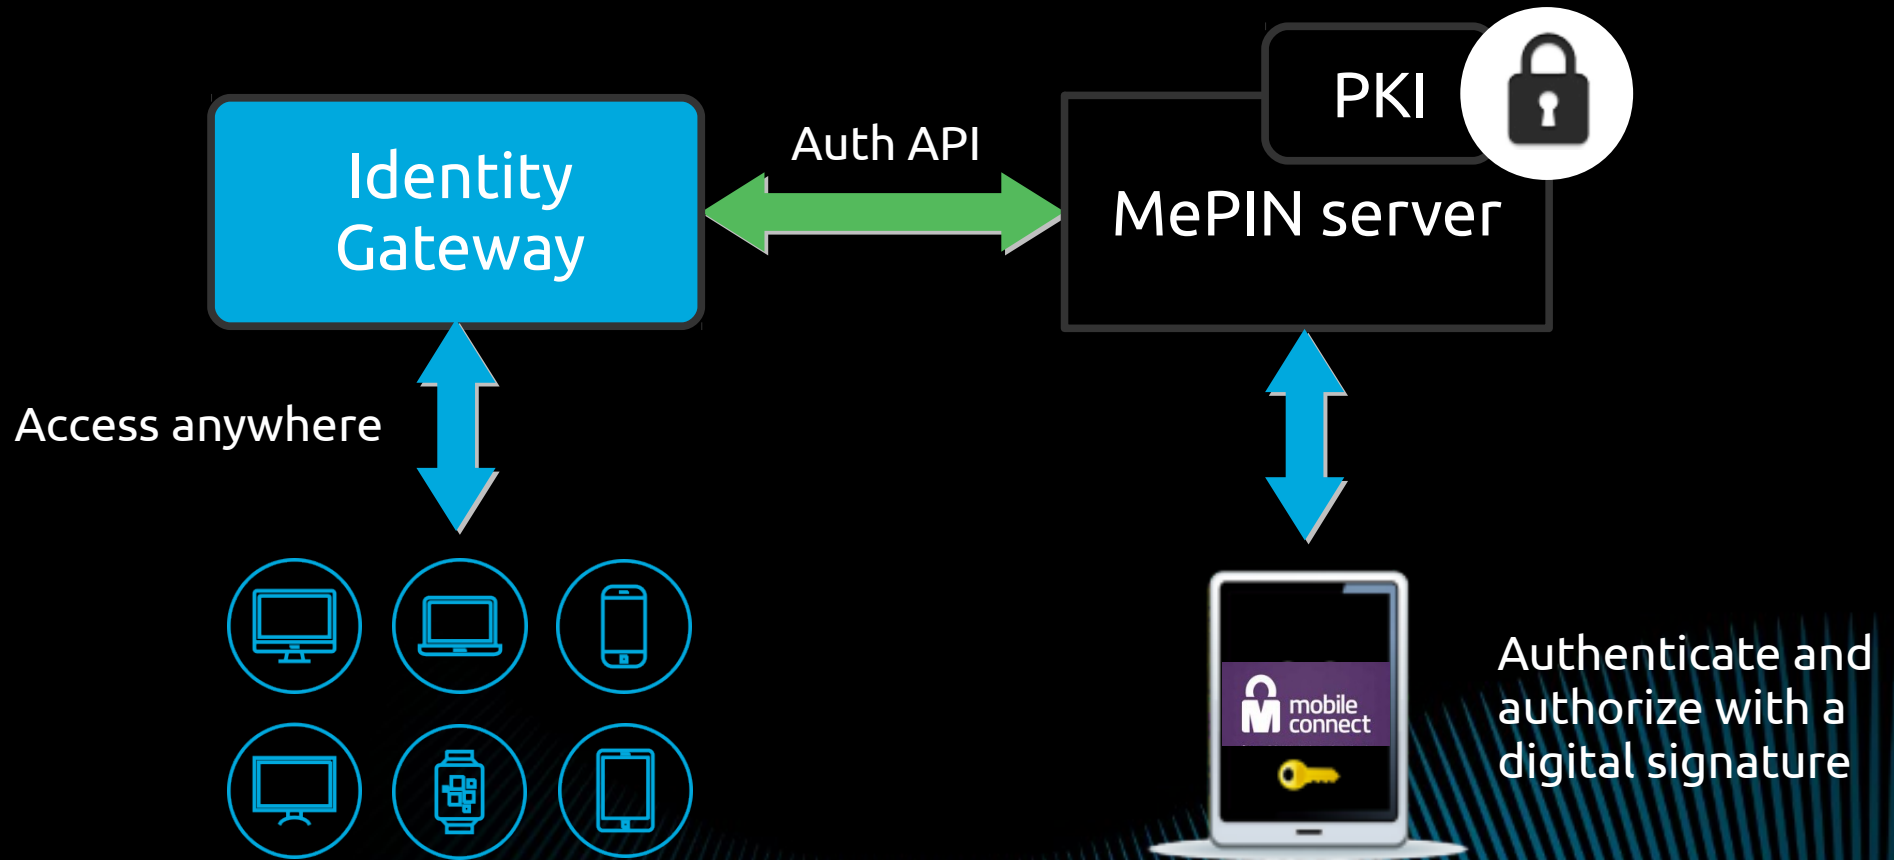 PKI
Auth API
Identity
Gateway
MePIN server
Access anywhere
Authenticate and
authorize with a
digital signature
mobile
connect